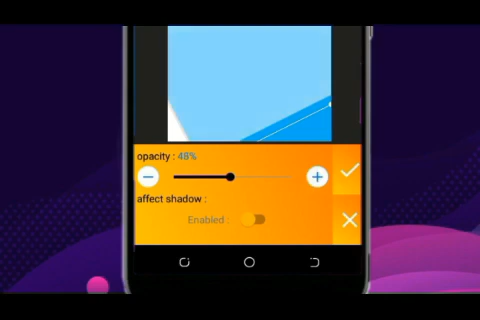 opacity : 48%
affect shadow :
Enabled :